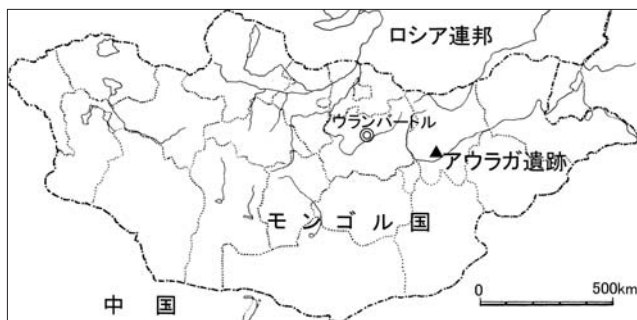 ロシア連邦
ウランバートル
アウラガ遺跡
モンゴル国
中国
0 500km